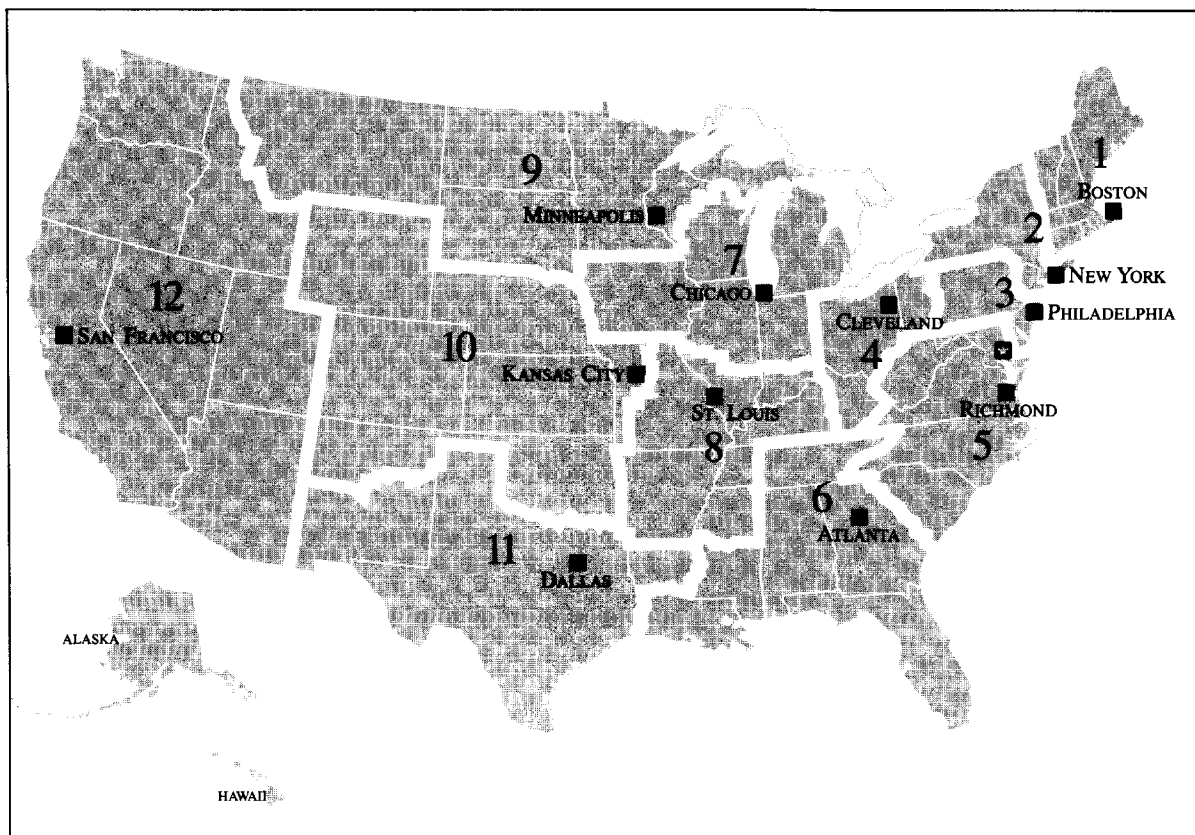 1
BOSTON
9
MINNEAPOLIS
2
7
NEW YORK
12
CHICAGO
3
CLEVELAND
PHILADELPHIA
SAN FRANCISCO
10
4
KANSAS CITY
ST. LOUIS
RICHMOND
8
5
6
ATLANTA
11
DALLAS
ALASKA
HAWAII